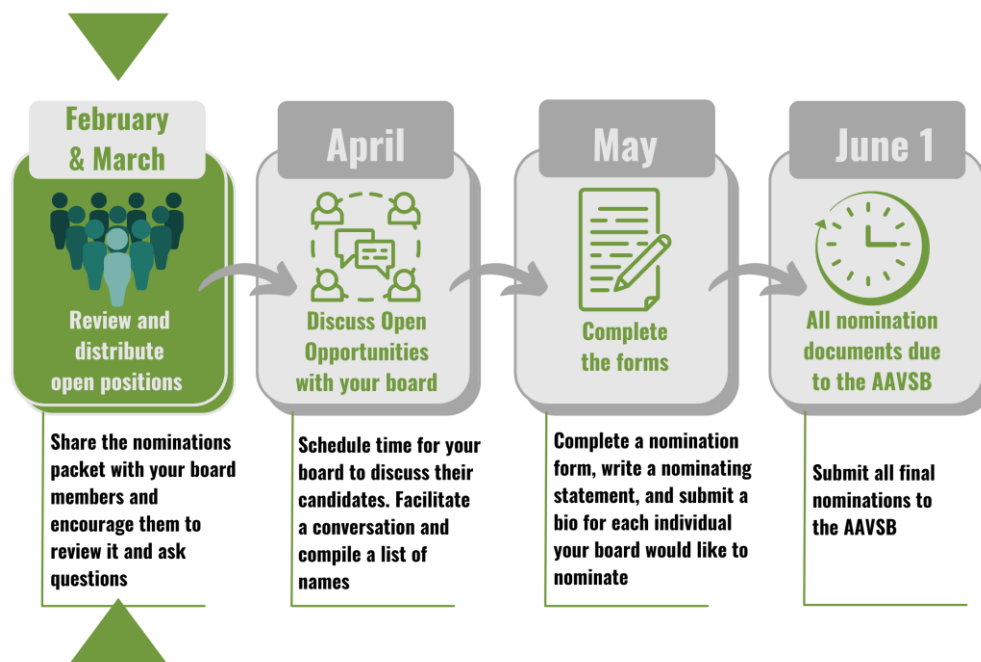 February
& March
Review and
distribute
open positions
Share the nominations
packet with your board
members and
encourage them to
review it and ask
questions
April
Discuss Open
Opportunities
with your board
Schedule time for your
board to discuss their
candidates. Facilitate
a conversation and
compile a list of
names
May
Complete
the forms
Complete a nomination
form, write a nominating
statement, and submit a
bio for each individual
your board would like to
nominate
June 1
All nomination
documents due
to the AAVSB
Submit all final
nominations to
the AAVSB